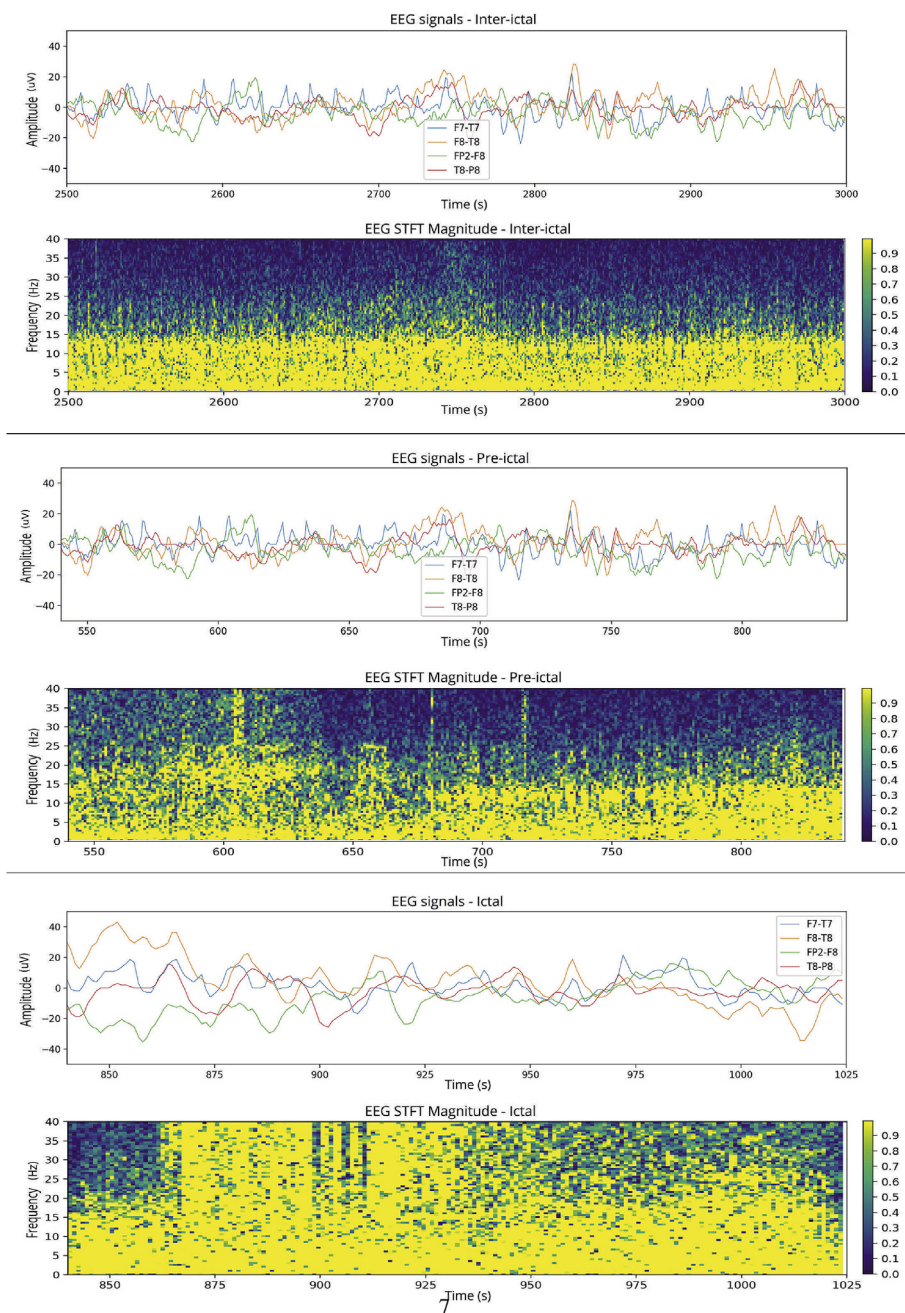 EEG signals - Inter-ictal
Amplitude (uV)
40
20
0
−20
−40
F7-T7
F8-T8
FP2-F8
T8-P8
2500 2600 2700 2800 2900 3000
Time (s)
EEG STFT Magnitude - Inter-ictal
Frequency (Hz)
40
35
30
25
20
15
10
5
0
2500 2600 2700 2800 2900 3000
Time (s)
0.9
0.8
0.7
0.6
0.5
0.4
0.3
0.2
0.1
0.0
EEG signals - Pre-ictal
Amplitude (uV)
40
20
0
−20
−40
F7-T7
F8-T8
FP2-F8
T8-P8
550 600 650 700 750 800
Time (s)
EEG STFT Magnitude - Pre-ictal
Frequency (Hz)
40
35
30
25
20
15
10
5
0
550 600 650 700 750 800
Time (s)
0.9
0.8
0.7
0.6
0.5
0.4
0.3
0.2
0.1
0.0
EEG signals - Ictal
Amplitude (uV)
40
20
0
−20
−40
F7-T7
F8-T8
FP2-F8
T8-P8
850 875 900 925 950 975 1000 1025
Time (s)
EEG STFT Magnitude - Ictal
Frequency (Hz)
40
35
30
25
20
15
10
5
0
850 875 900 925 950 975 1000 1025
Time (s)
0.9
0.8
0.7
0.6
0.5
0.4
0.3
0.2
0.1
0.0
7